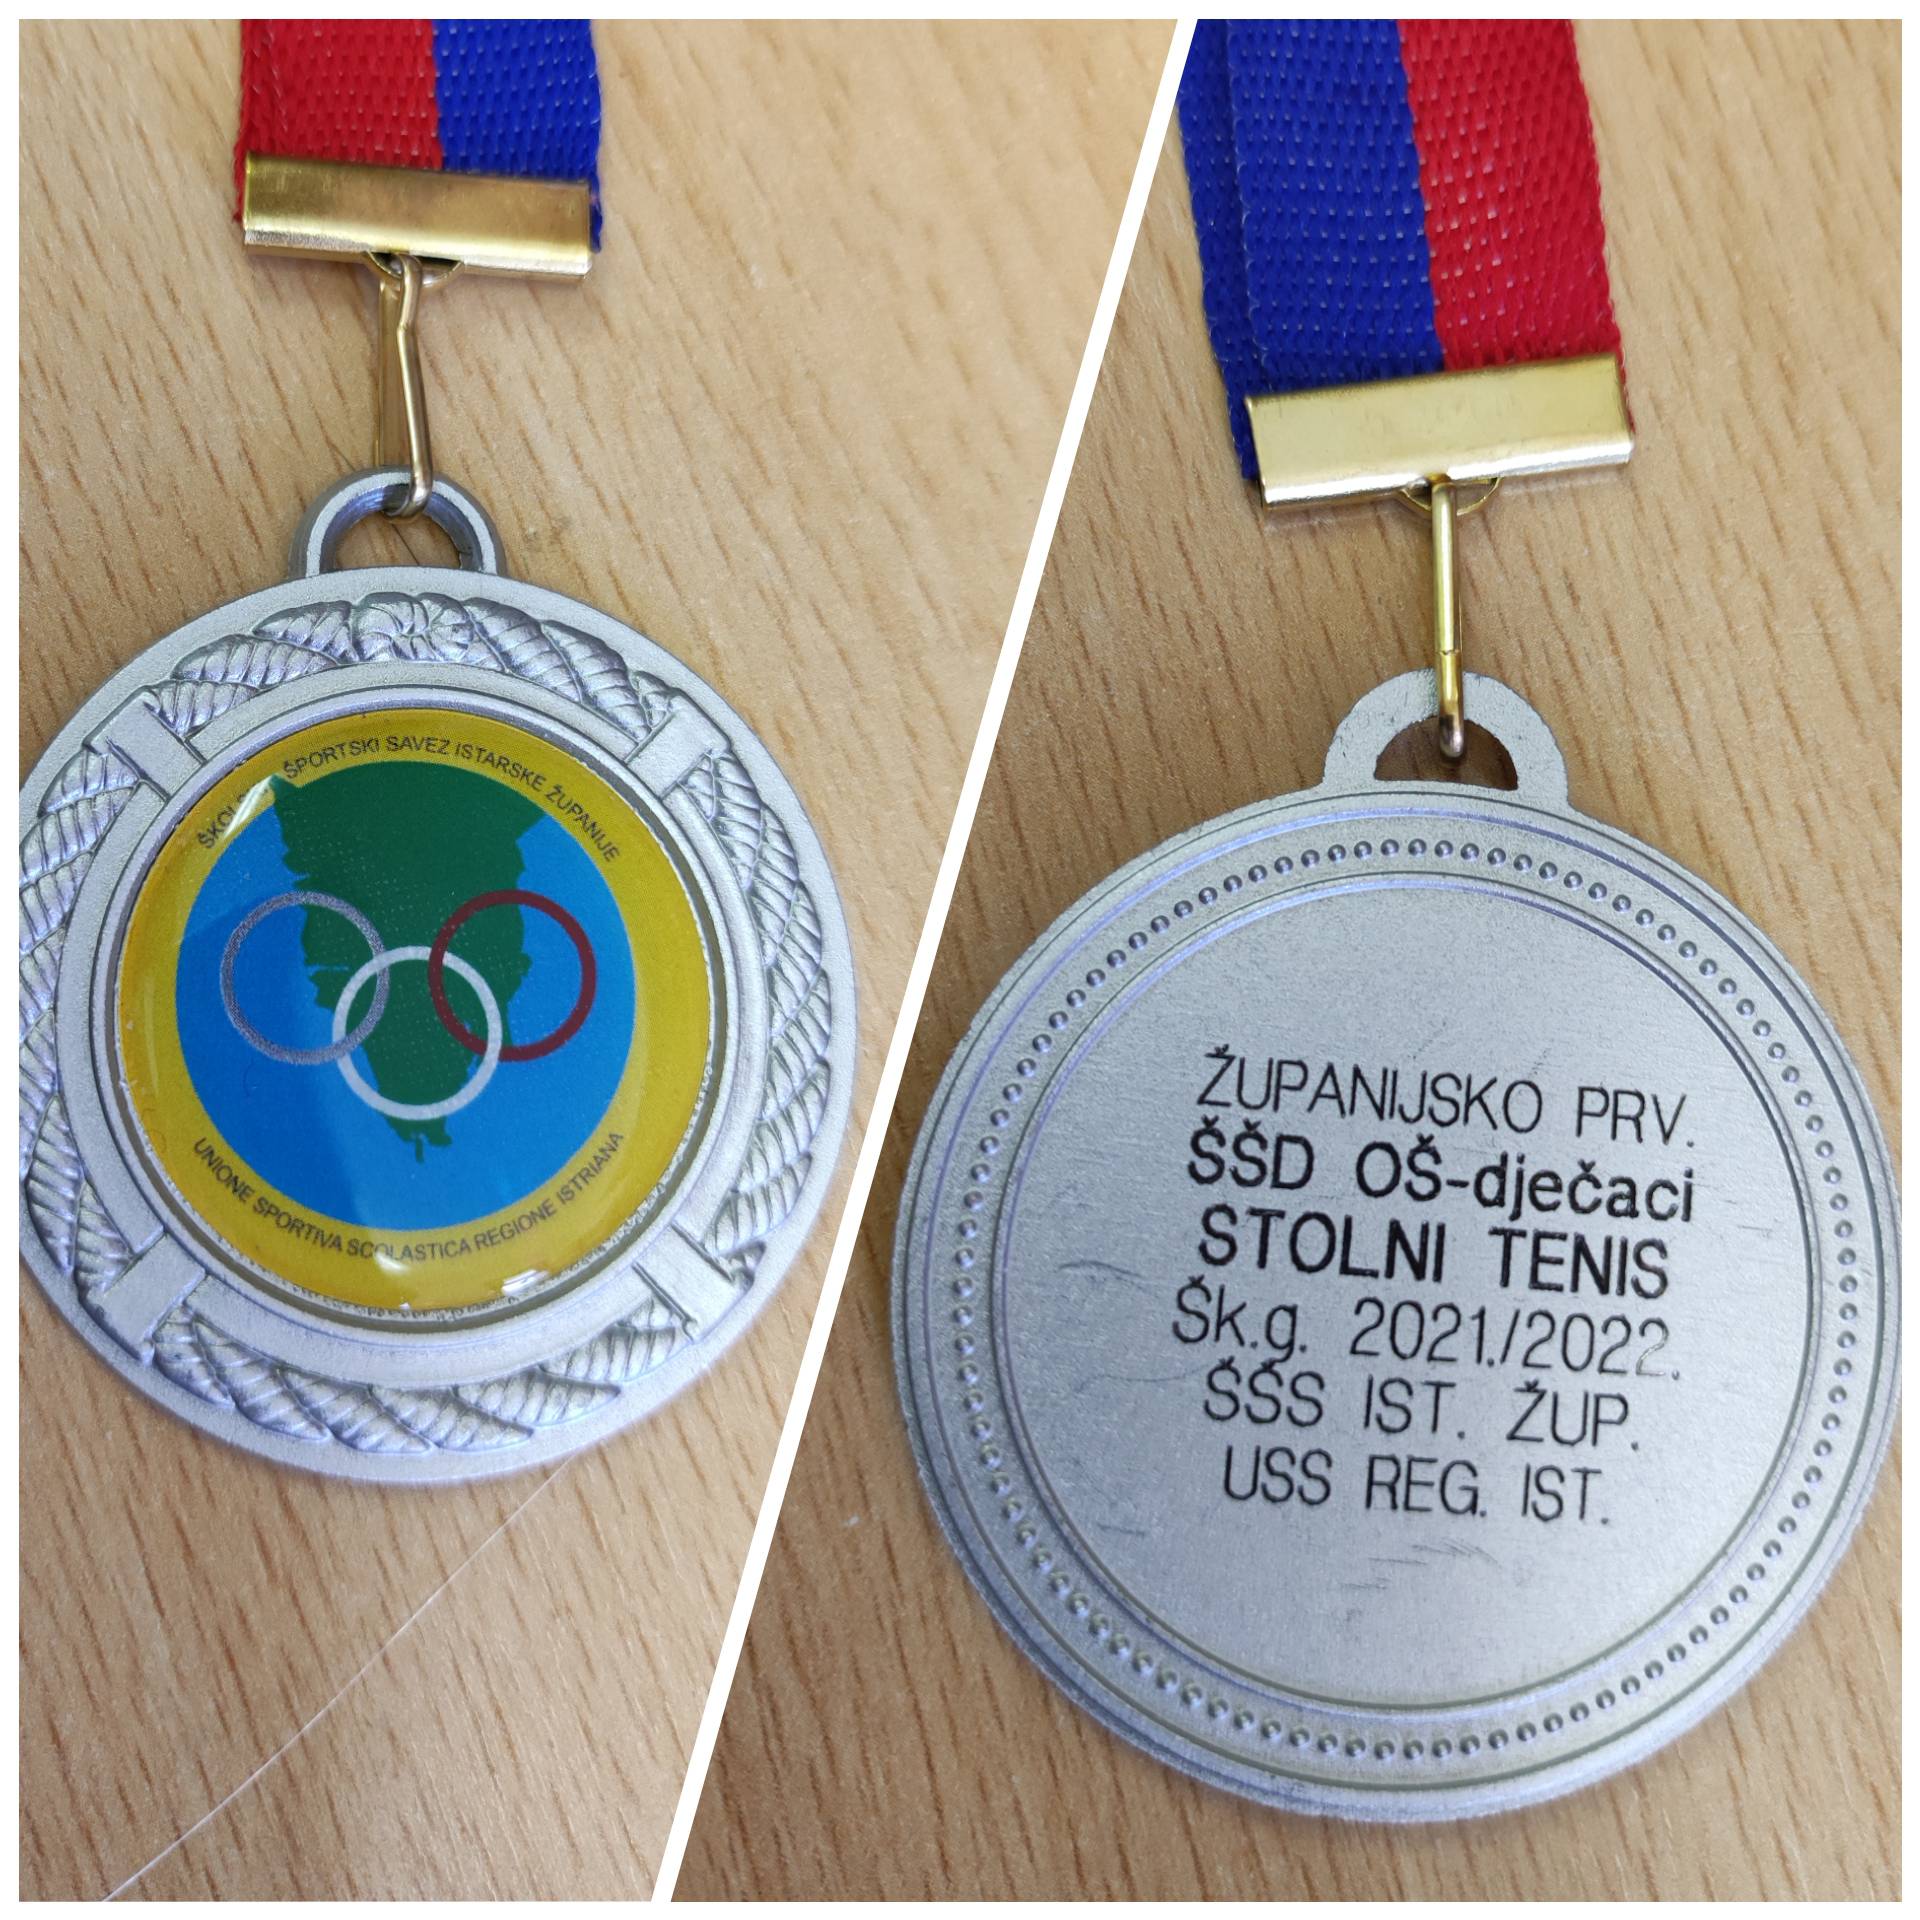 ŠPORTSKI SAVEZ ISTARSKE ŽUPANIJE
UNIONE SPORTIVA SCOLASTICA REGIONE ISTRIANA
ŽUPANIJSKO PRV.
ŠŠD OŠ-dječaci
STOLNI TENIS
Šk.g. 2021./2022.
ŠŠS IST. ŽUP.
USS REG. IST.